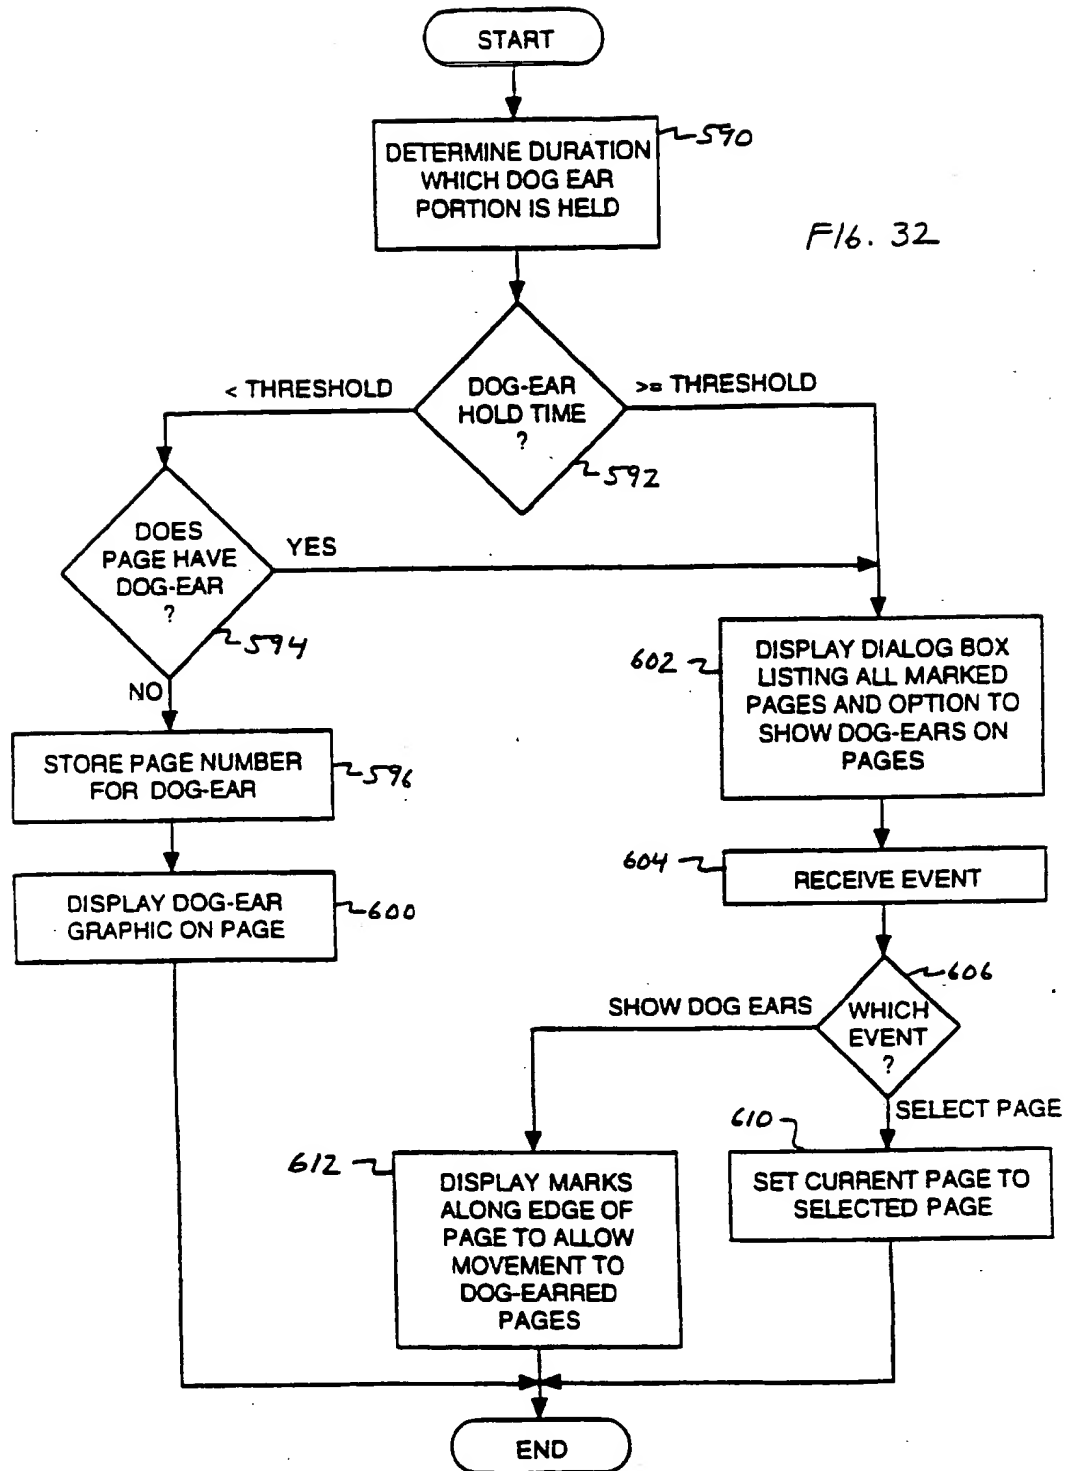 START
DETERMINE DURATION
WHICH DOG EAR
PORTION IS HELD
590
FIG. 32
< THRESHOLD
DOG-EAR
HOLD TIME
?
>= THRESHOLD
592
DOES
PAGE HAVE
DOG-EAR
?
YES
594
NO
602
DISPLAY DIALOG BOX
LISTING ALL MARKED
PAGES AND OPTION TO
SHOW DOG-EARS ON
PAGES
STORE PAGE NUMBER
FOR DOG-EAR
596
604
RECEIVE EVENT
DISPLAY DOG-EAR
GRAPHIC ON PAGE
600
606
SHOW DOG EARS
WHICH
EVENT
?
SELECT PAGE
610
612
DISPLAY MARKS
ALONG EDGE OF
PAGE TO ALLOW
MOVEMENT TO
DOG-EARRED
PAGES
SET CURRENT PAGE TO
SELECTED PAGE
END